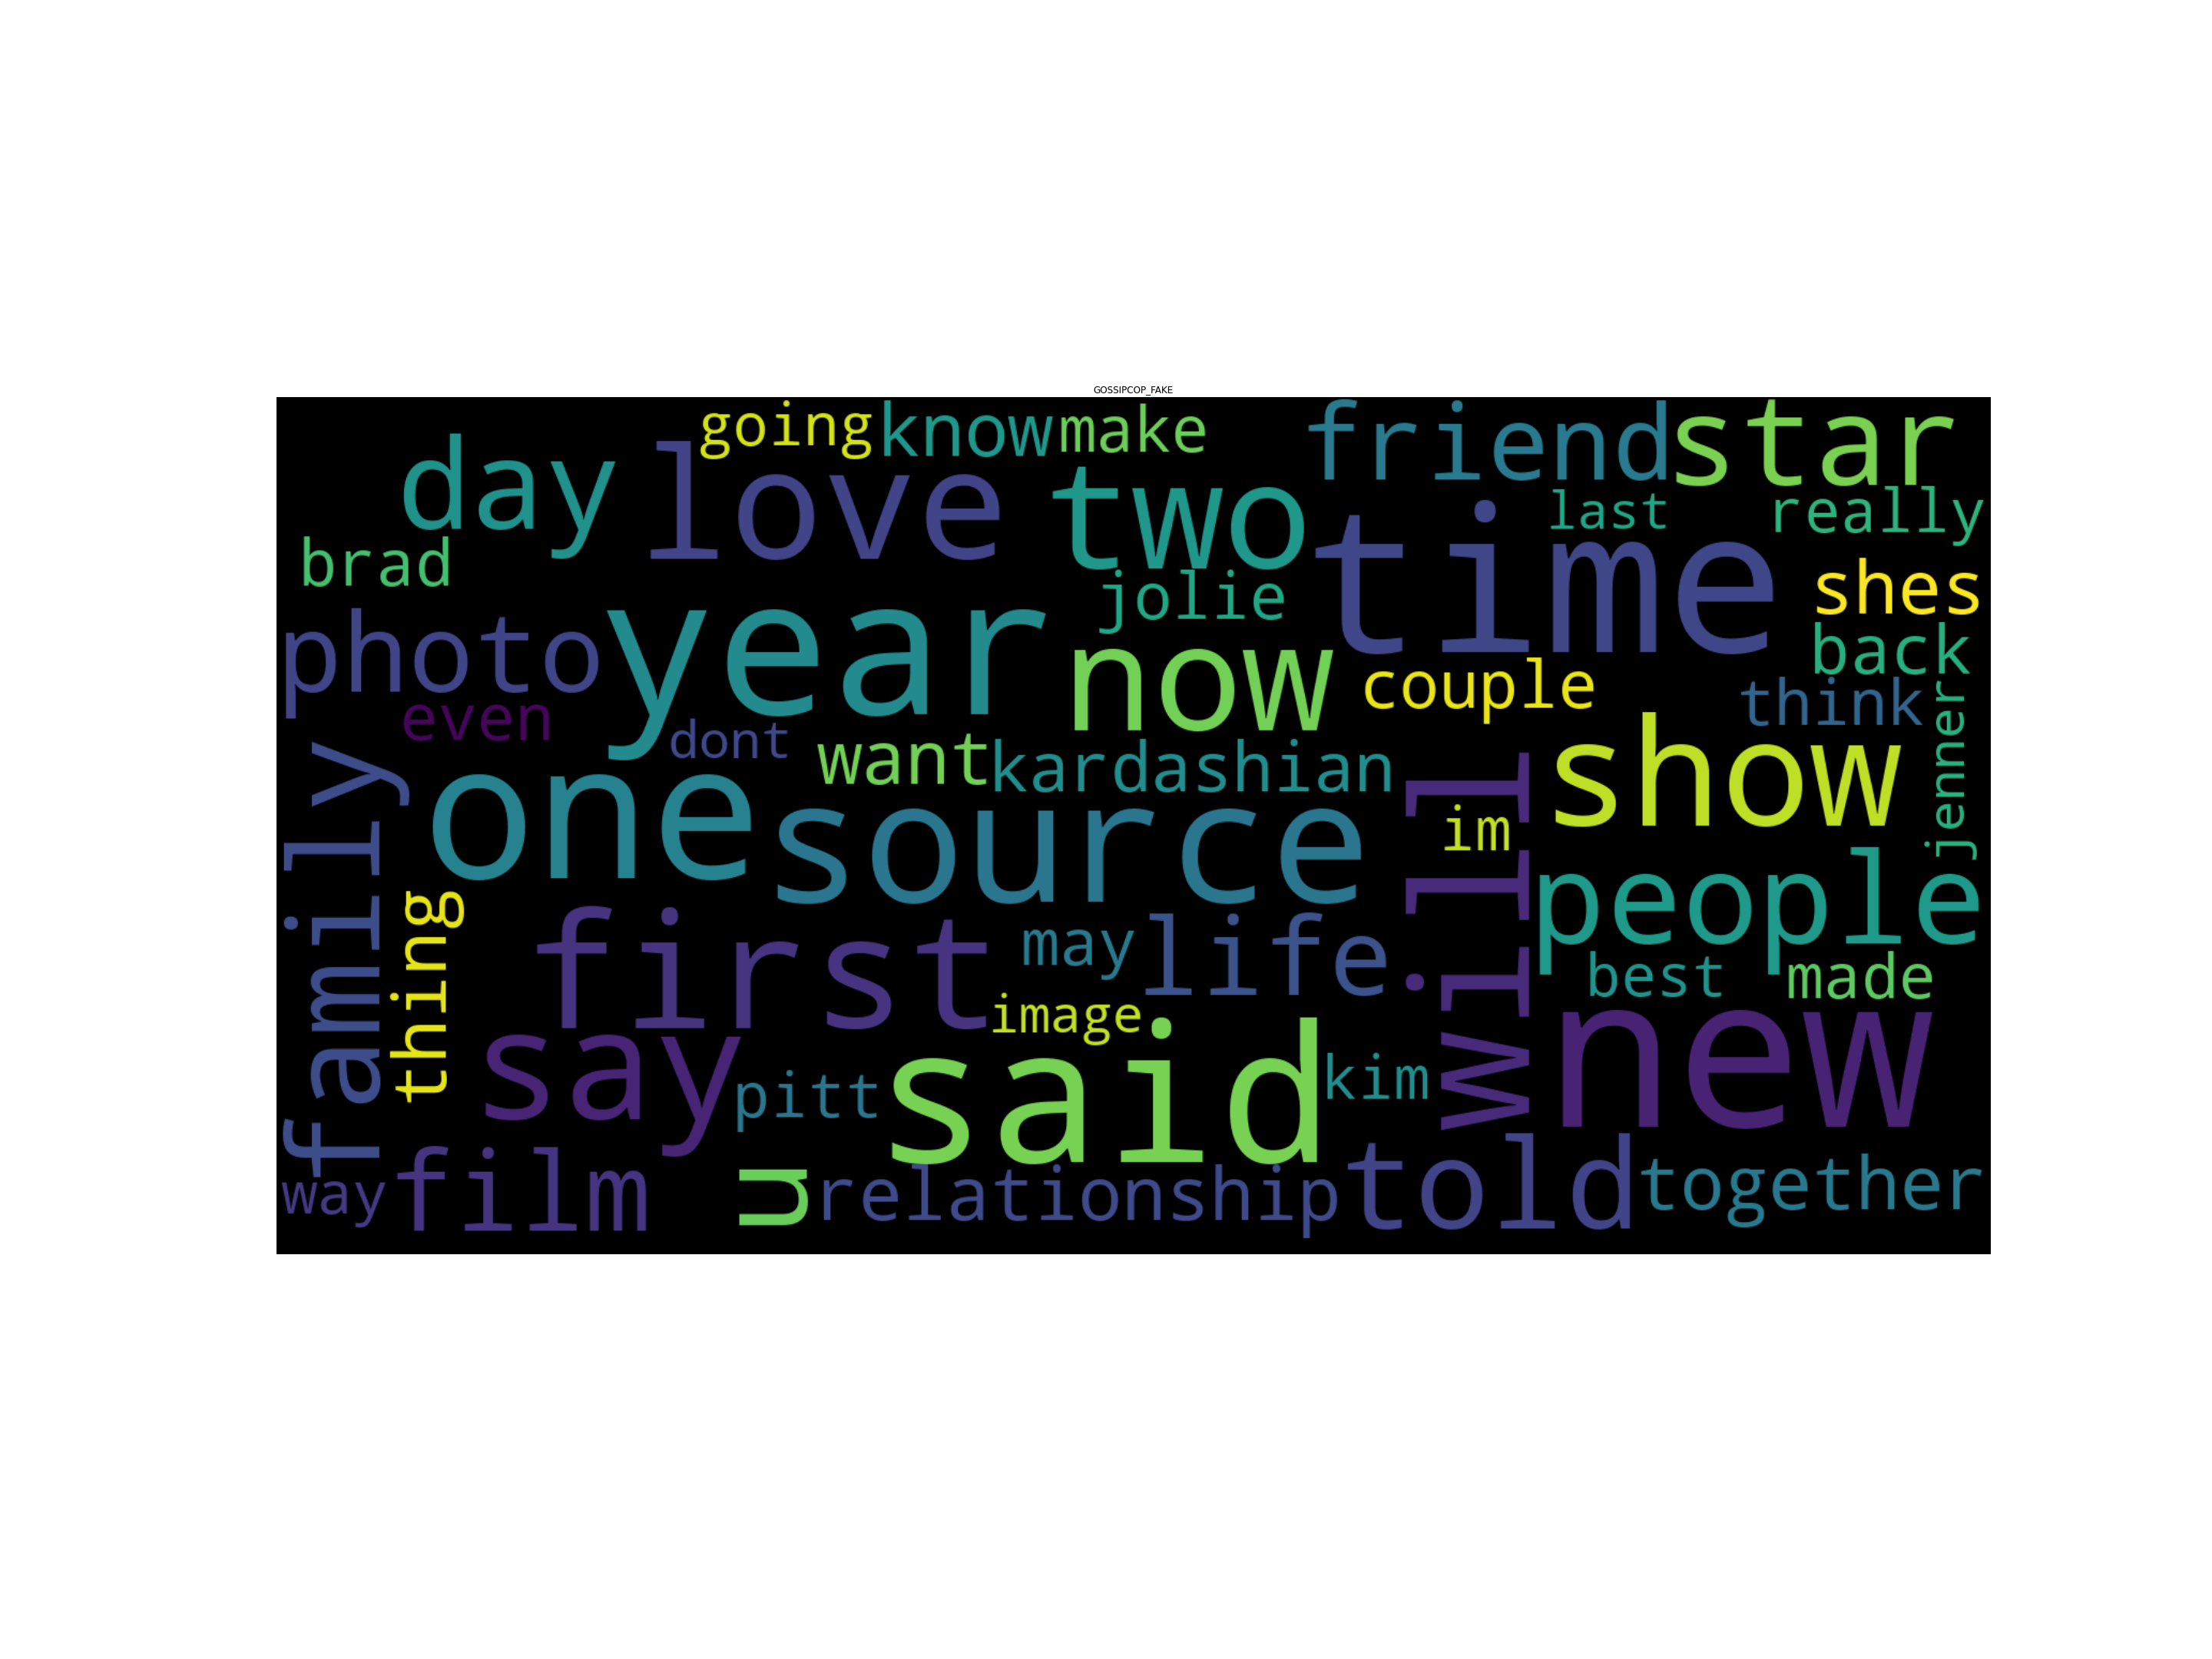 GOSSIPCOP_FAKE
going know make friend star
day love two last really
brad jolie time shes
photo year now couple back
even dont want kardashian think jenner
family one source im show
thing first may life will people
best made
say image said kim new
pitt
way film u relationship told together